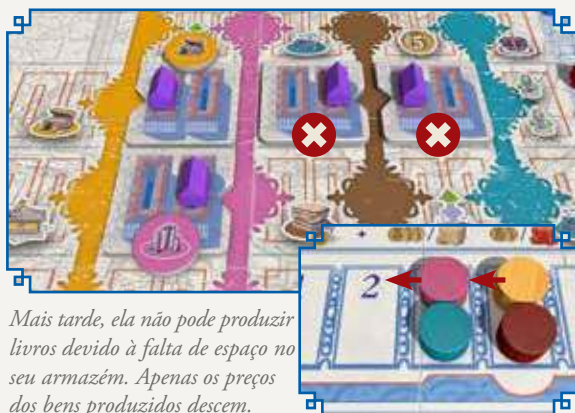 5
2
Mais tarde, ela não pode produzir
livros devido à falta de espaço no
seu armazém. Apenas os preços
dos bens produzidos descem.